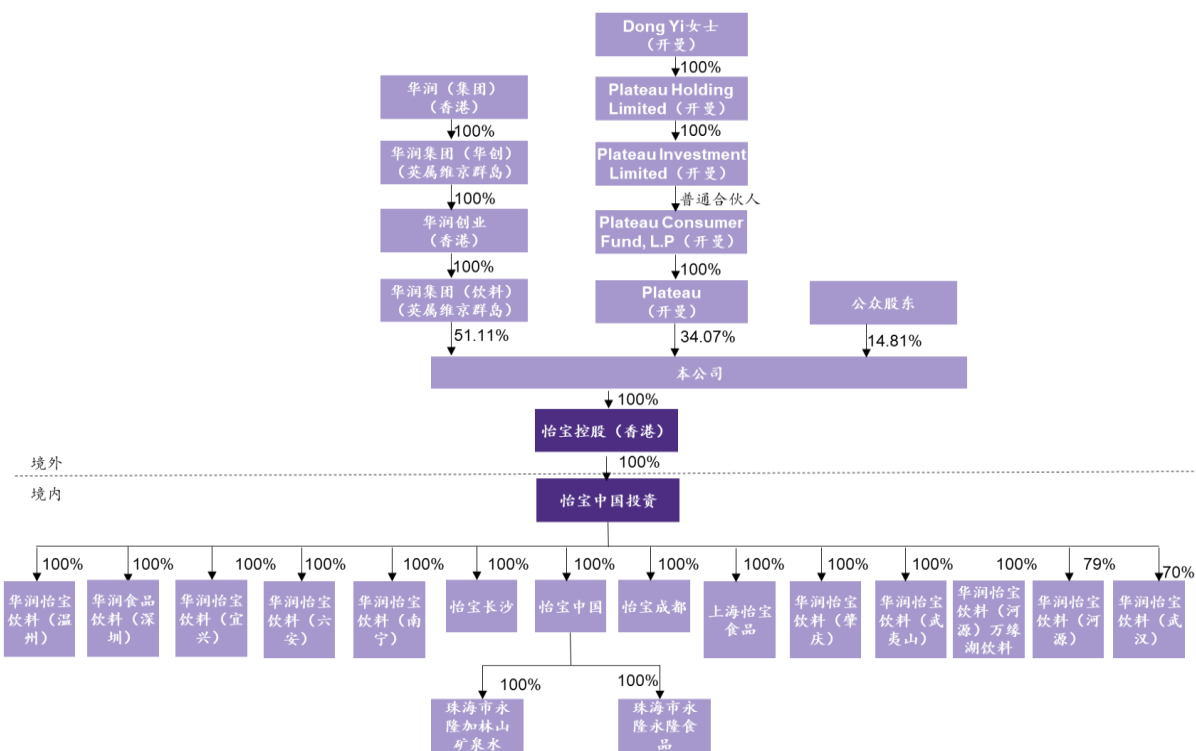 Dong Yi女士
（开曼）
100%
华润（集团）
（香港）
Plateau Holding
Limited（开曼）
100%
100%
华润集团（华创）
（英属维京群岛）
Plateau Investment
Limited（开曼）
100%
普通合伙人
华润创业
（香港）
Plateau Consumer
Fund, L.P（开曼）
100%
100%
华润集团（饮料）
（英属维京群岛）
Plateau
（开曼）
公众股东
51.11%
34.07%
14.81%
本公司
100%
怡宝控股（香港）
境外
100%
境内
怡宝中国投资
100%
100%
100%
100%
100%
100%
100%
100%
100%
100%
100%
100%
79%
70%
华润怡宝
饮料（温
州）
华润食品
饮料（深
圳）
华润怡宝
饮料（宜
兴）
华润怡宝
饮料（六
安）
华润怡宝
饮料（南
宁）
怡宝长沙
怡宝中国
怡宝成都
上海怡宝
食品
华润怡宝
饮料（肇
庆）
华润怡宝
饮料（武
夷山）
华润怡宝
饮料（河
源）万缘
湖饮料
华润怡宝
饮料（河
源）
华润怡宝
饮料（武
汉）
100%
100%
珠海市永
隆加林山
矿泉水
珠海市永
隆永隆食
品